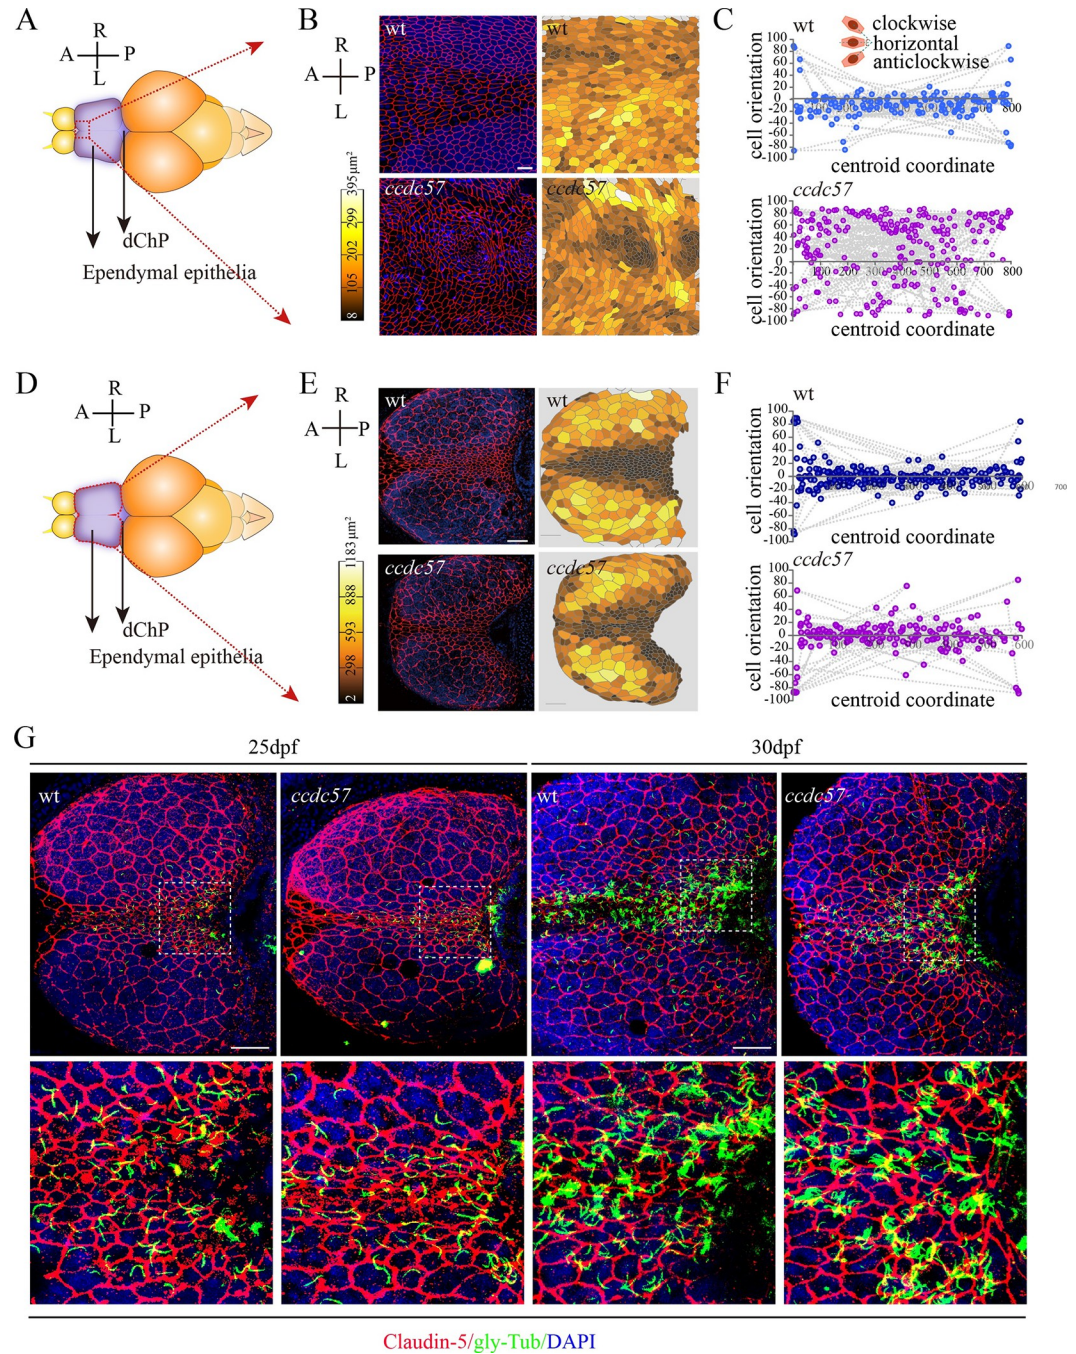 A
R
A P
L
dChP
Ependymal epithelia
B
R
A P
L
395μm²
299
202
105
8
wt
wt
ccdc57
ccdc57
C
wt
clockwise
horizontal
anticlockwise
cell orientation
100
80
60
40
20
0
-20
-40
-60
-80
-100
800
centroid coordinate
ccdc57
cell orientation
100
80
60
40
20
0
-20
-40
-60
-80
-100
100 200 300 400 500 600 700 800
centroid coordinate
D
R
A P
L
dChP
Ependymal epithelia
E
R
A P
L
1183μm²
888
593
298
2
wt
wt
ccdc57
ccdc57
F
wt
cell orientation
100
80
60
40
20
0
-20
-40
-60
-80
-100
600 700
centroid coordinate
ccdc57
cell orientation
100
80
60
40
20
0
-20
-40
-60
-80
-100
600
centroid coordinate
G
25dpf 30dpf
wt ccdc57 wt ccdc57
Claudin-5/gly-Tub/DAPI